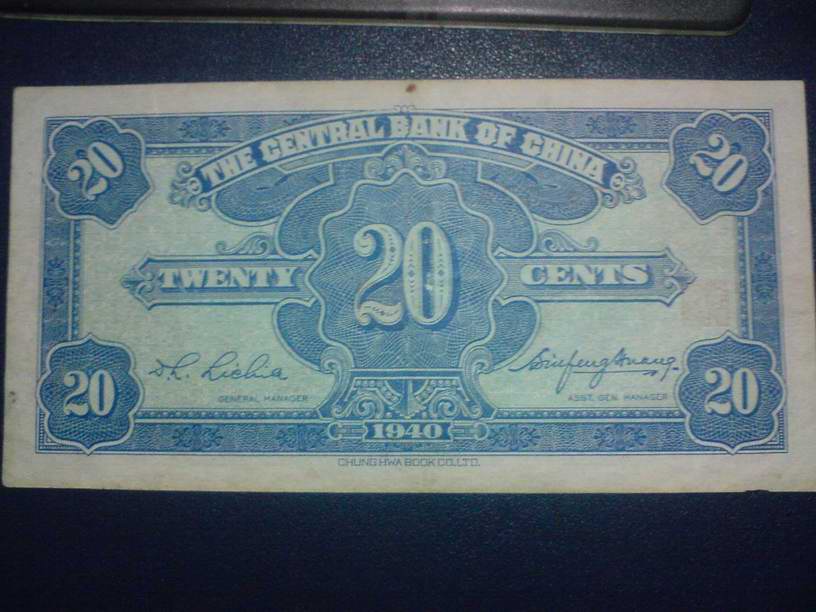 THE CENTRAL BANK OF CHINA
20 20
TWENTY 20 CENTS
GENERAL MANAGER ASST. GEN. MANAGER
20 20
1940
CHUNG HWA BOOK CO. LTD.